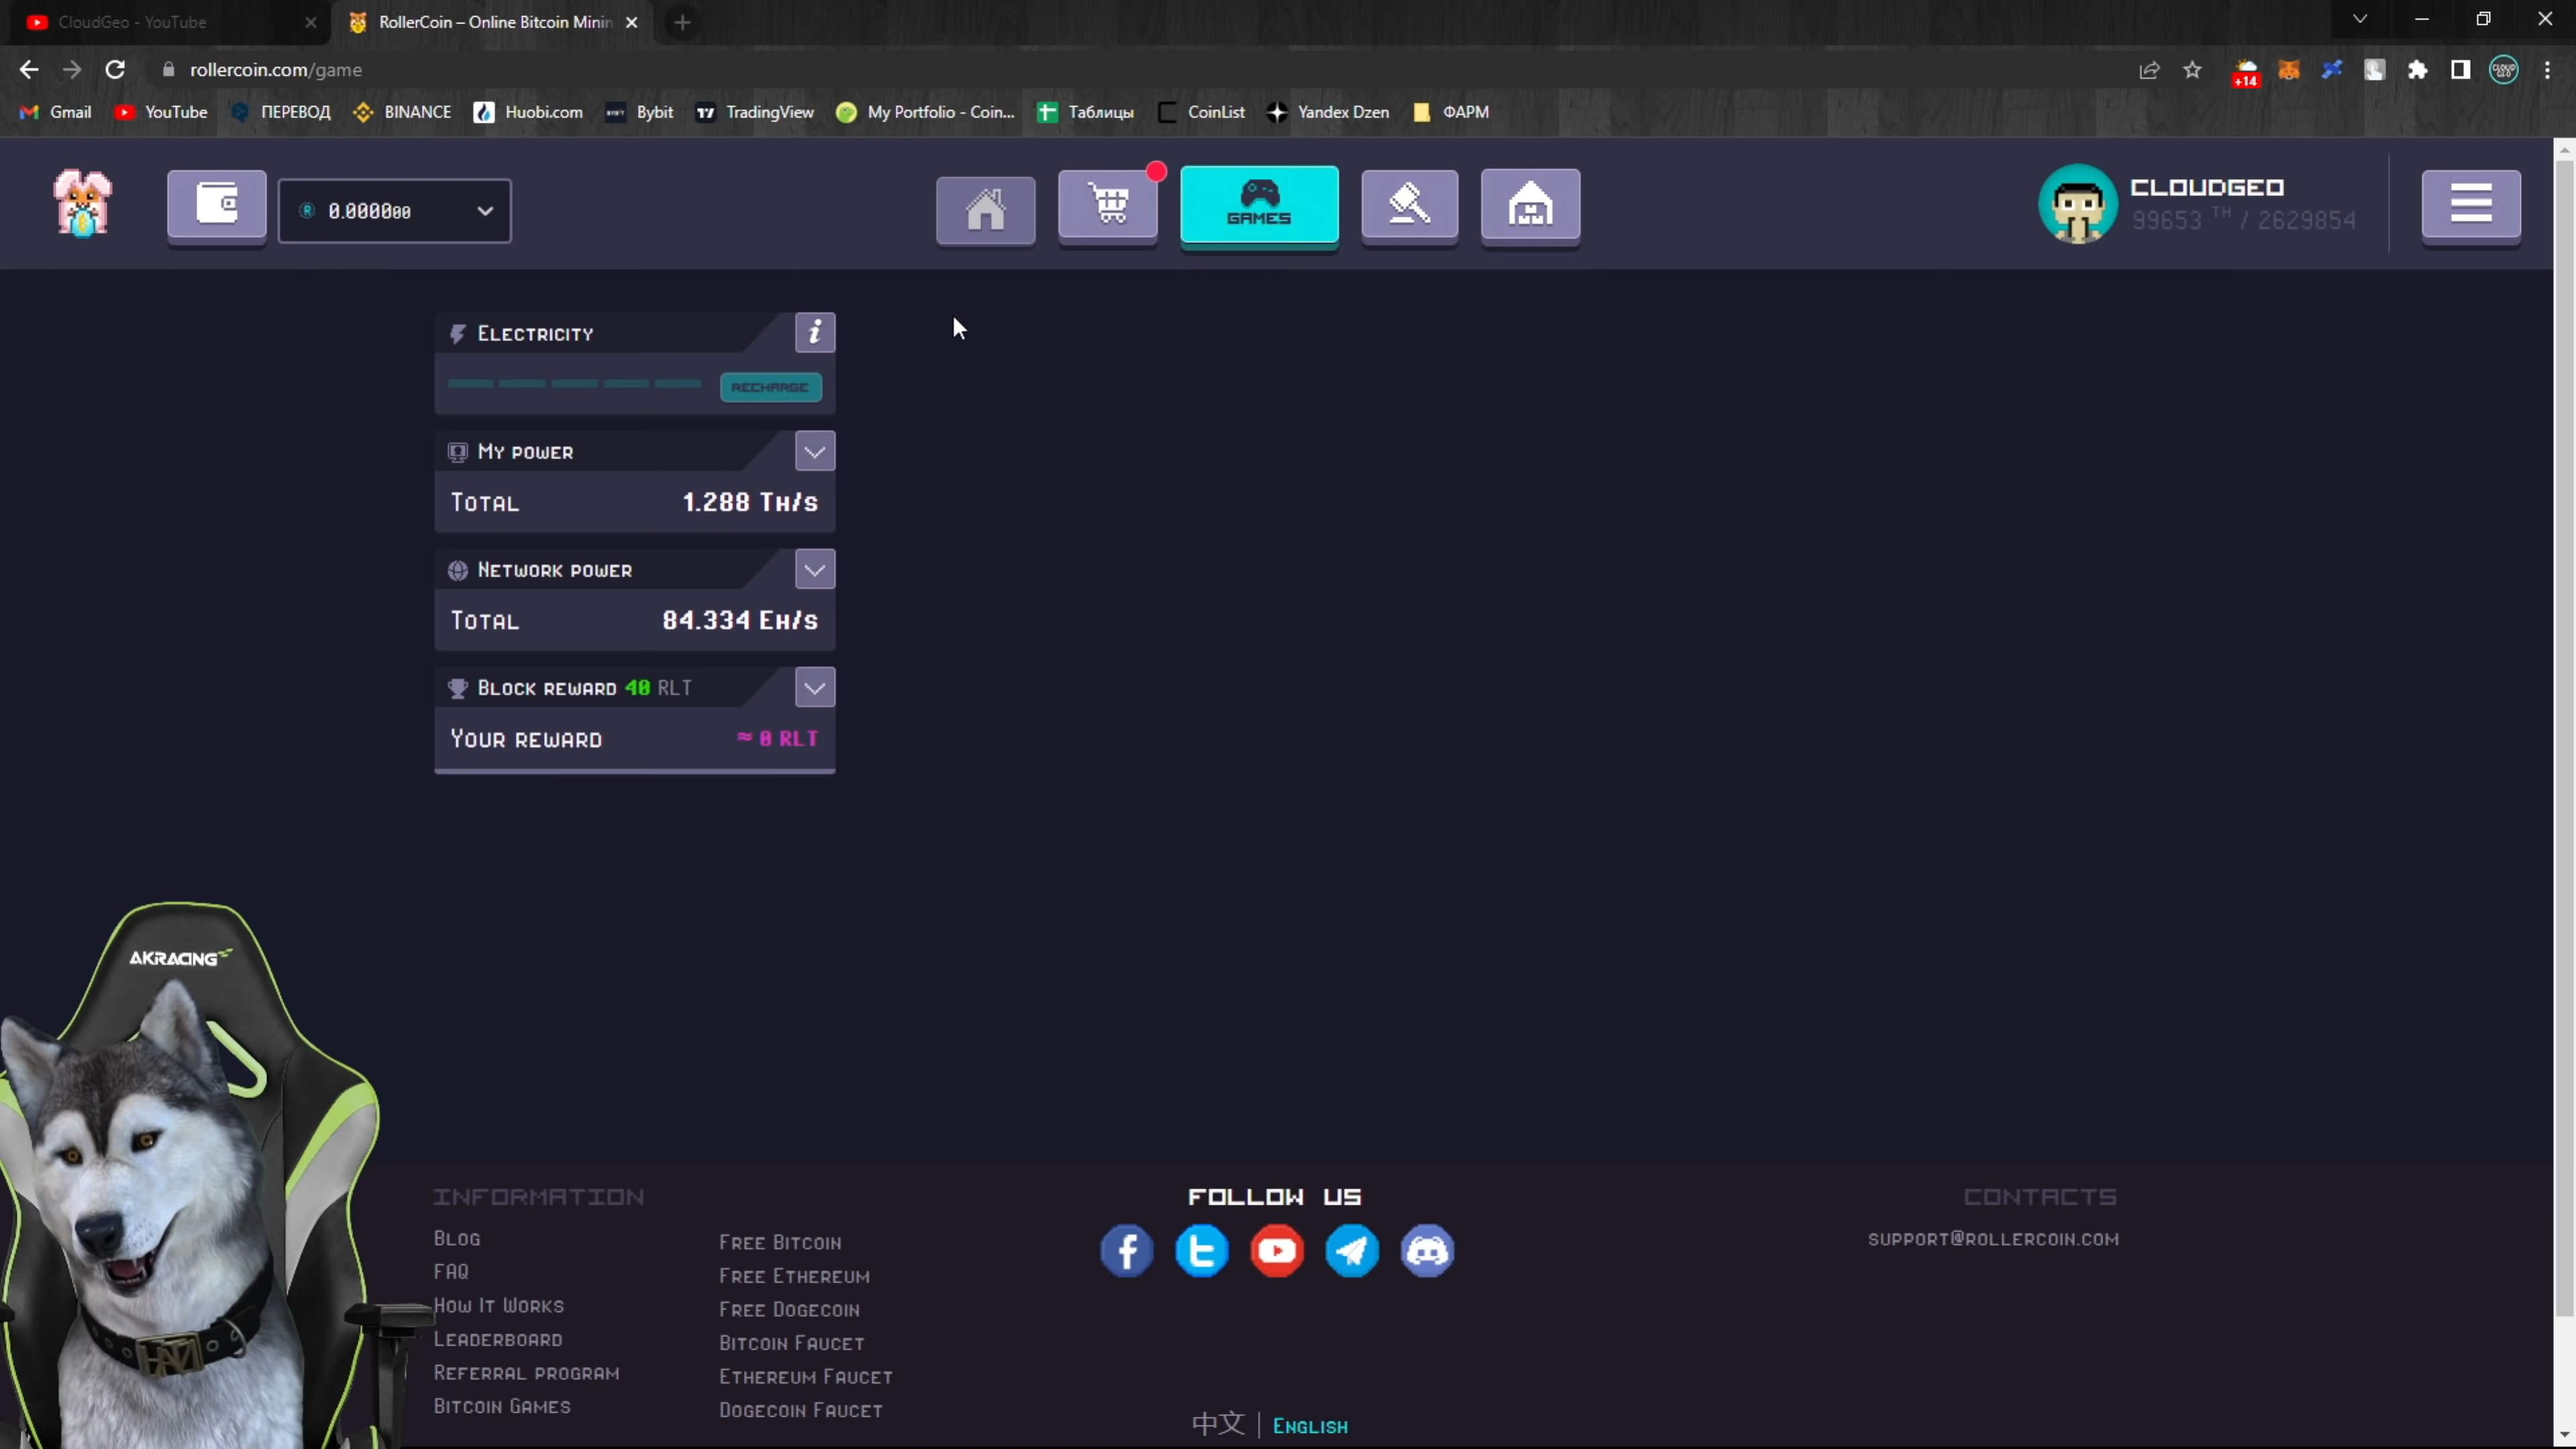 CloudGeo - YouTube
RollerCoin – Online Bitcoin Minin
rollercoin.com/game
+14
CLOUD GEO
Gmail
YouTube
ПЕРЕВОД
BINANCE
Huobi.com
Bybit
TradingView
My Portfolio - Coin...
Таблицы
CoinList
Yandex Dzen
ФАРМ
0.000000
GAMES
CLOUDGEO
99653 TH / 2629854
ELECTRICITY
i
RECHARGE
MY POWER
TOTAL 1.288 TH/S
NETWORK POWER
TOTAL 84.334 EH/S
BLOCK REWARD 40 RLT
YOUR REWARD ≈ 0 RLT
AKRACING
INFORMATION
BLOG
FAQ
HOW IT WORKS
LEADERBOARD
REFERRAL PROGRAM
BITCOIN GAMES
FREE BITCOIN
FREE ETHEREUM
FREE DOGECOIN
BITCOIN FAUCET
ETHEREUM FAUCET
DOGECOIN FAUCET
FOLLOW US
中文 | ENGLISH
CONTACTS
SUPPORT@ROLLERCOIN.COM